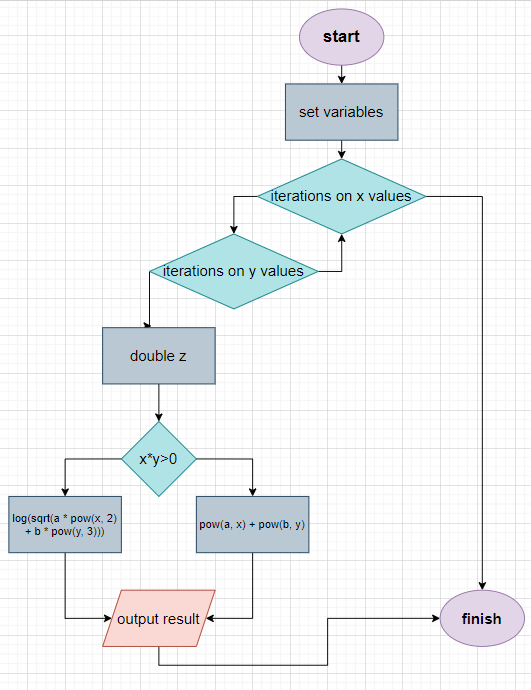 start
set variables
iterations on x values
iterations on y values
double z
x*y>0
log(sqrt(a * pow(x, 2)
+ b * pow(y, 3)))
pow(a, x) + pow(b, y)
output result
finish